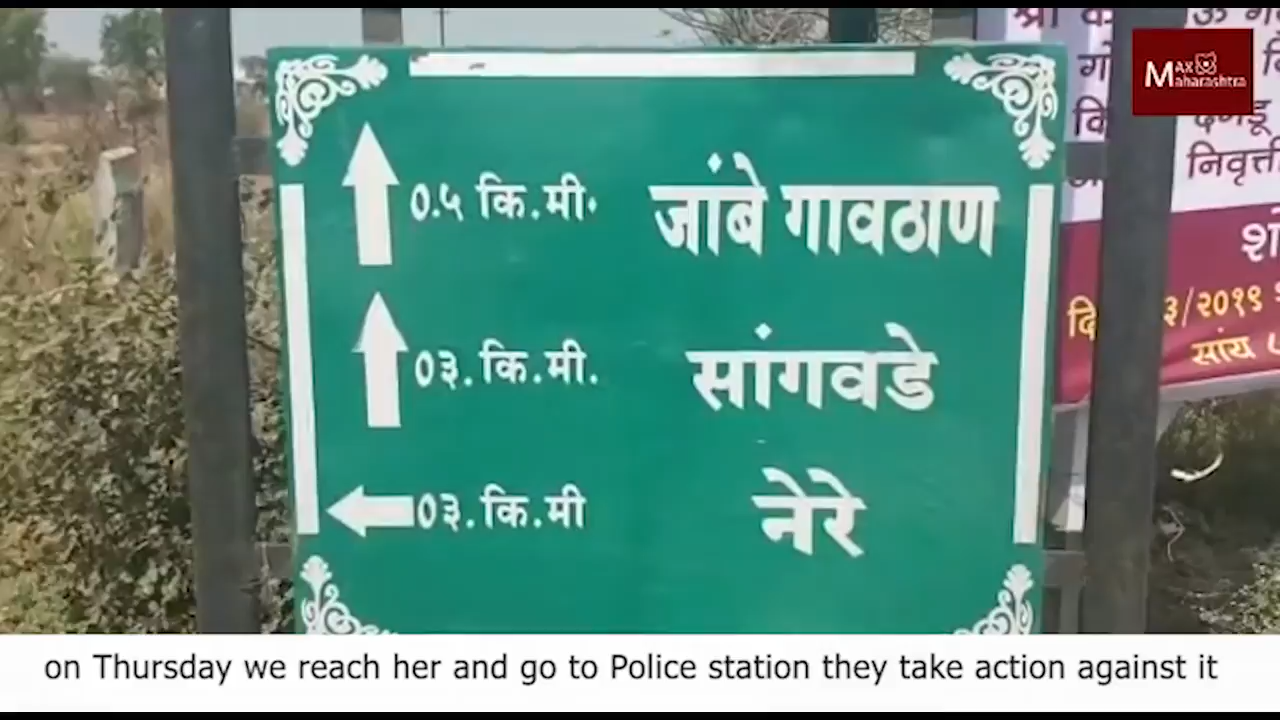 ०.५ कि.मी. जांबे गावठाण
०३.कि.मी. सांगवडे
०३.कि.मी नेरे
MAX
Maharashtra
निवृत्ती
३/२०१९
सांय
on Thursday we reach her and go to Police station they take action against it